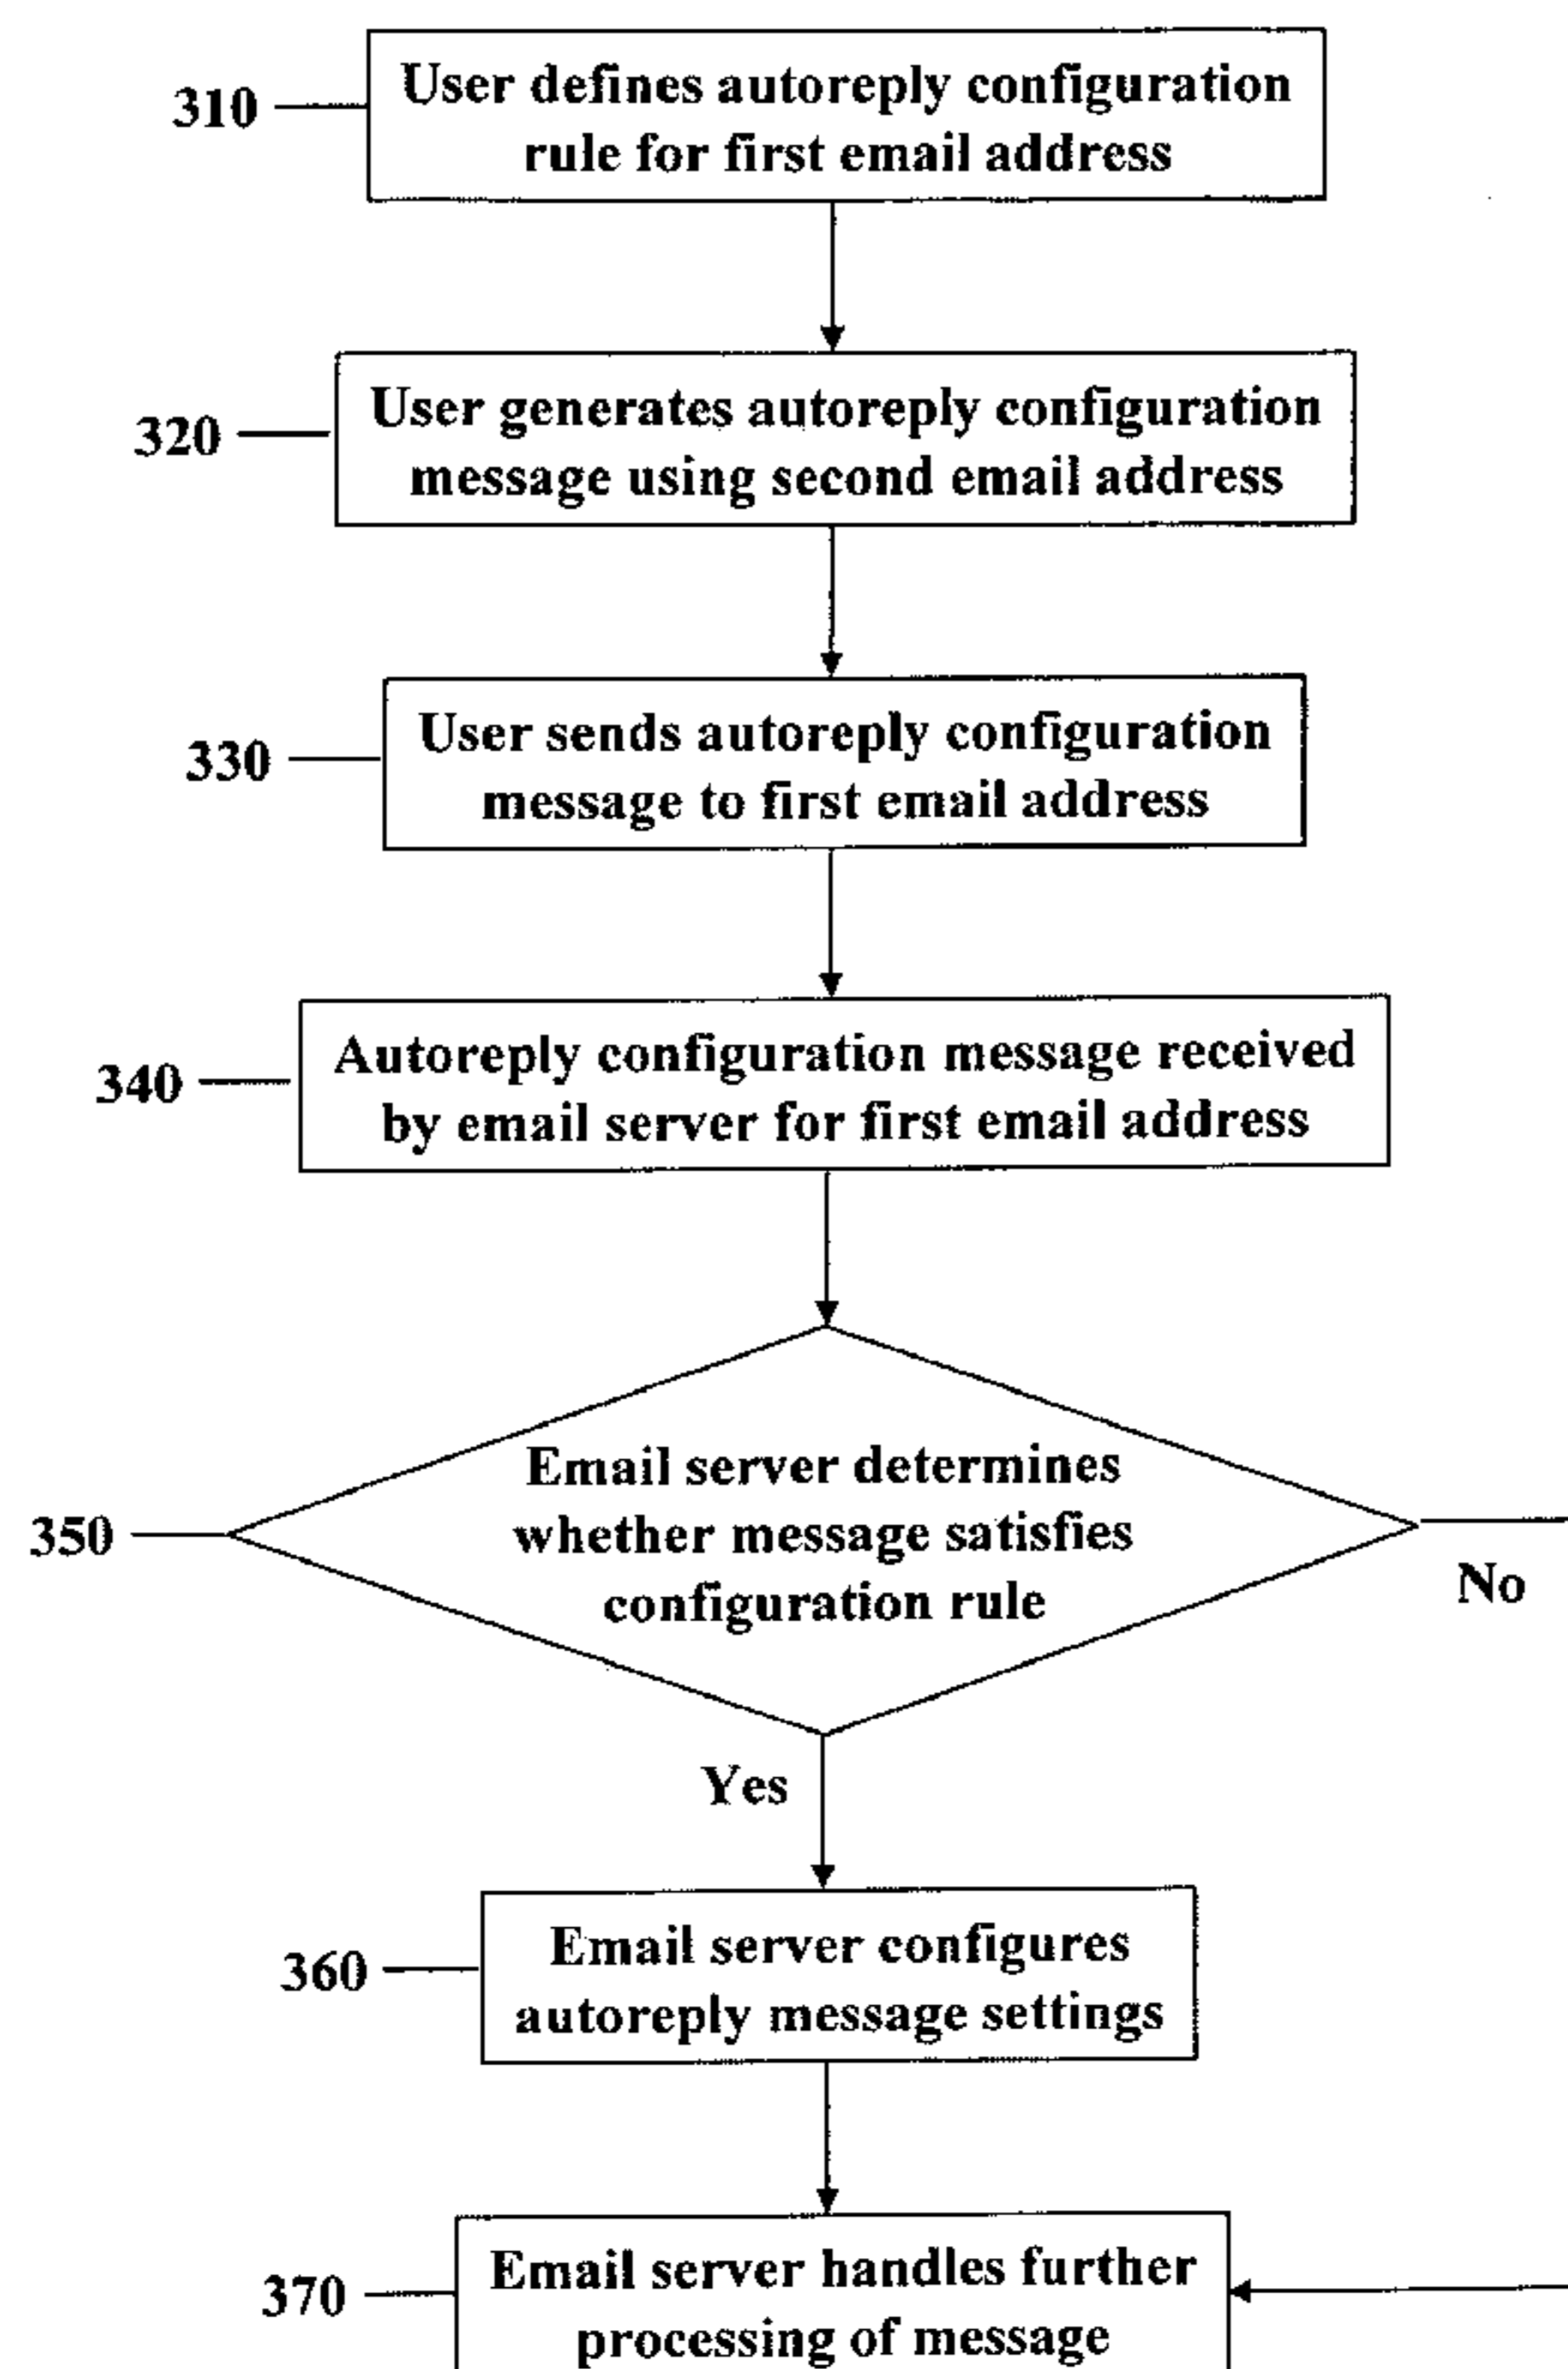 310
User defines autoreply configuration
rule for first email address
320
User generates autoreply configuration
message using second email address
330
User sends autoreply configuration
message to first email address
340
Autoreply configuration message received
by email server for first email address
350
Email server determines
whether message satisfies
configuration rule
No
Yes
360
Email server configures
autoreply message settings
370
Email server handles further
processing of message